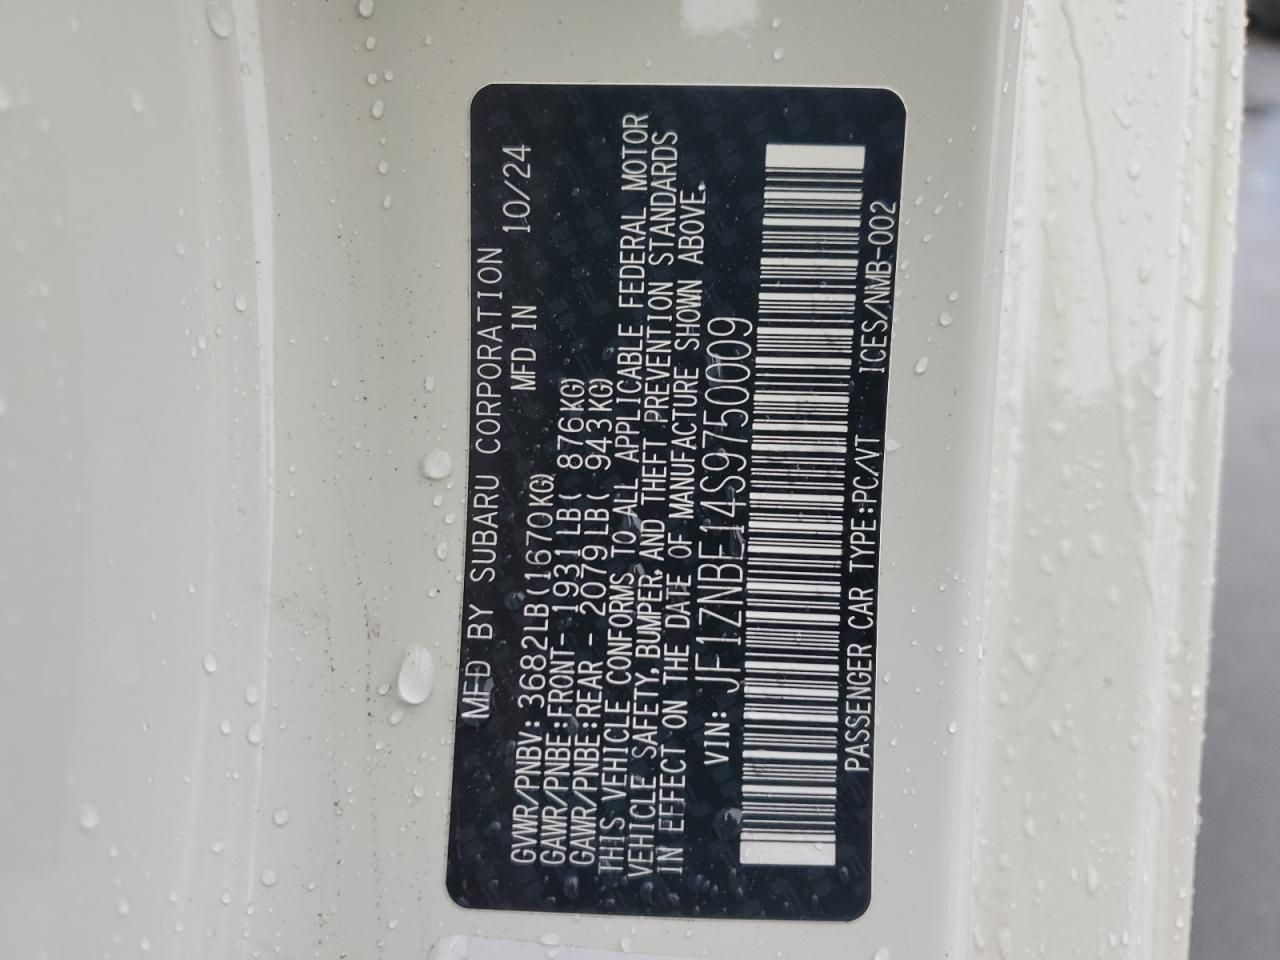 MFD BY SUBARU CORPORATION
MFD IN 10/24
GVWR/PNBV: 3682LB(1670KG)
GAWR/PNBE:FRONT- 1931LB( 876KG)
GAWR/PNBE:REAR - 2079LB( 943KG)
THIS VEHICLE CONFORMS TO ALL APPLICABLE FEDERAL MOTOR
VEHICLE SAFETY, BUMPER, AND THEFT PREVENTION STANDARDS
IN EFFECT ON THE DATE OF MANUFACTURE SHOWN ABOVE.
VIN: JF1ZNBE14S9750009
PASSENGER CAR TYPE:PC/VT ICES/NMB-002